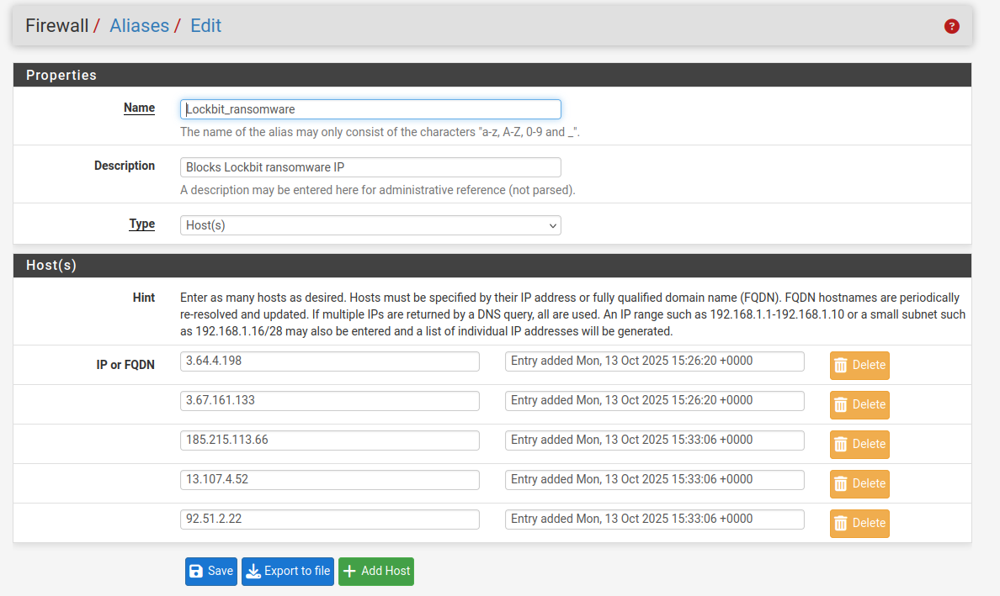 Firewall / Aliases / Edit
?
Properties
Name
Lockbit_ransomware
The name of the alias may only consist of the characters "a-z, A-Z, 0-9 and _".
Description
Blocks Lockbit ransomware IP
A description may be entered here for administrative reference (not parsed).
Type
Host(s)
Host(s)
Hint
Enter as many hosts as desired. Hosts must be specified by their IP address or fully qualified domain name (FQDN). FQDN hostnames are periodically
re-resolved and updated. If multiple IPs are returned by a DNS query, all are used. An IP range such as 192.168.1.1-192.168.1.10 or a small subnet such
as 192.168.1.16/28 may also be entered and a list of individual IP addresses will be generated.
IP or FQDN
3.64.4.198 Entry added Mon, 13 Oct 2025 15:26:20 +0000 Delete
3.67.161.133 Entry added Mon, 13 Oct 2025 15:26:20 +0000 Delete
185.215.113.66 Entry added Mon, 13 Oct 2025 15:33:06 +0000 Delete
13.107.4.52 Entry added Mon, 13 Oct 2025 15:33:06 +0000 Delete
92.51.2.22 Entry added Mon, 13 Oct 2025 15:33:06 +0000 Delete
Save Export to file Add Host